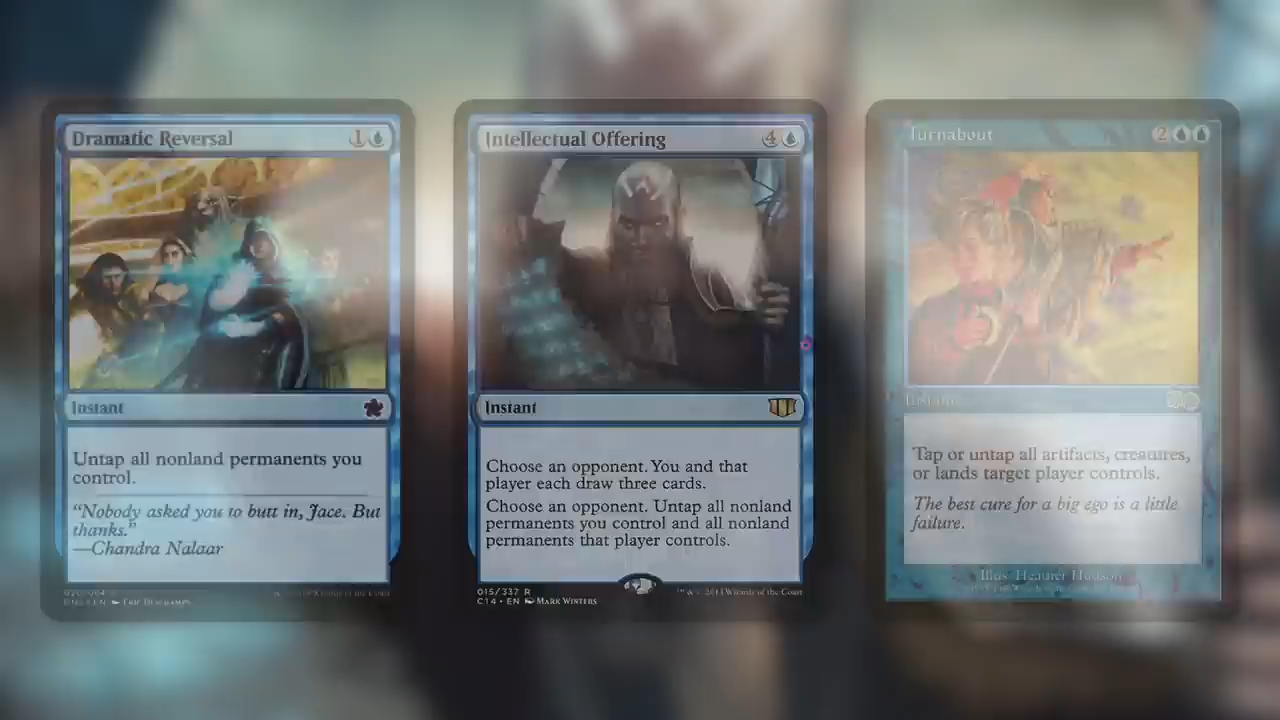 Dramatic Reversal
1
Instant
Untap all nonland permanents you
control.
“Nobody asked you to butt in, Jace. But
thanks.”
—Chandra Nalaar
Intellectual Offering
4
Instant
Choose an opponent. You and that
player each draw three cards.
Choose an opponent. Untap all nonland
permanents you control and all nonland
permanents that player controls.
015/337 R
C14 • EN MARK WINTERS
Turnabout
2
Instant
Tap or untap all artifacts, creatures,
or lands target player controls.
The best cure for a big ego is a little
failure.
Illus. Heather Hudson